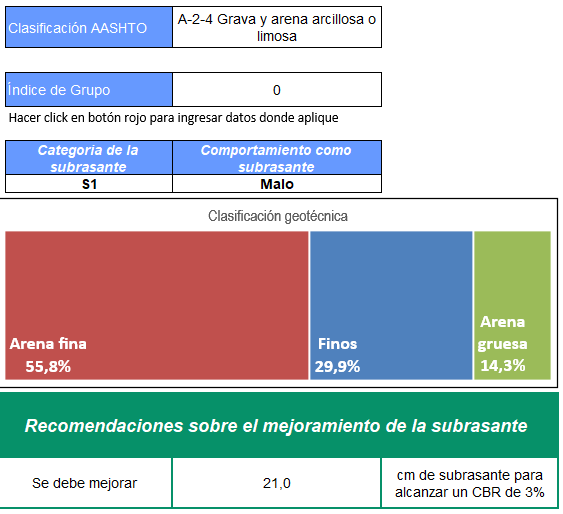 Clasificación AASHTO
A-2-4 Grava y arena arcillosa o
limosa
Índice de Grupo
0
Hacer click en botón rojo para ingresar datos donde aplique
Categoría de la
subrasante
Comportamiento como
subrasante
S1
Malo
Clasificación geotécnica
Arena fina
55,8%
Finos
29,9%
Arena
gruesa
14,3%
Recomendaciones sobre el mejoramiento de la subrasante
Se debe mejorar
21,0
cm de subrasante para
alcanzar un CBR de 3%